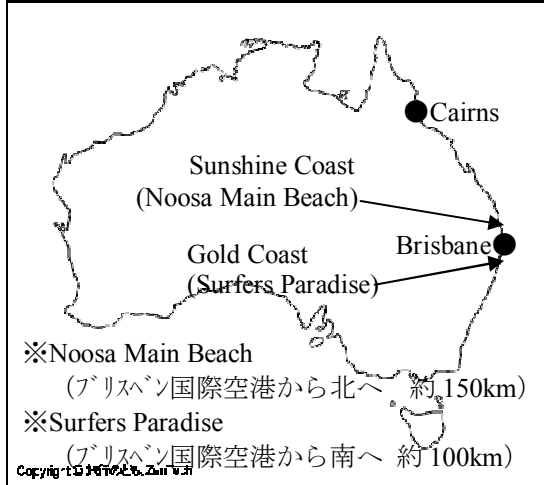 Cairns
Sunshine Coast
(Noosa Main Beach)
Brisbane
Gold Coast
(Surfers Paradise)
※Noosa Main Beach
(ﾌﾞﾘｽﾍﾞﾝ国際空港から北へ 約150km)
※Surfers Paradise
(ﾌﾞﾘｽﾍﾞﾝ国際空港から南へ 約100km)